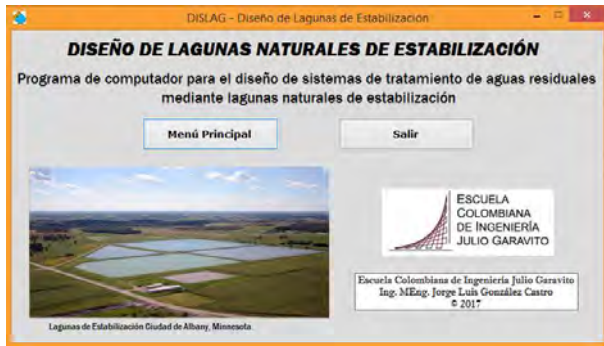 DISLAG - Diseño de Lagunas de Estabilización
DISEÑO DE LAGUNAS NATURALES DE ESTABILIZACIÓN
Programa de computador para el diseño de sistemas de tratamiento de aguas residuales
mediante lagunas naturales de estabilización
Menú Principal
Salir
ESCUELA
COLOMBIANA
DE INGENIERÍA
JULIO GARAVITO
Escuela Colombiana de Ingeniería Julio Garavito
Ing. MEng. Jorge Luis González Castro
© 2017
Lagunas de Estabilización Ciudad de Albany, Minnesota.